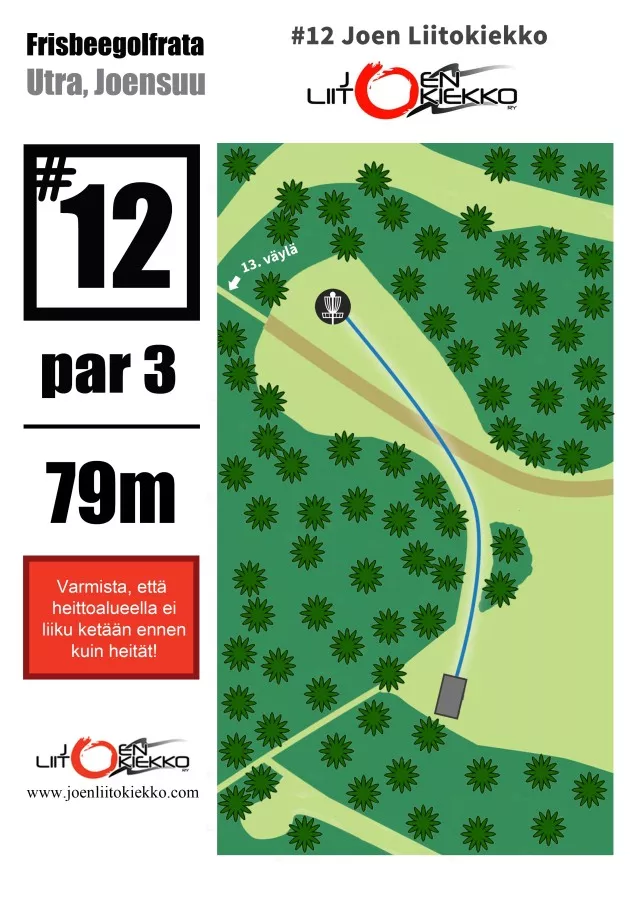 Frisbeegolfrata
Utra, Joensuu
#12 Joen Liitokiekko
JOEN
LIITOKIEKKO
RY
#12
par 3
79m
Varmista, että
heittoalueella ei
liiku ketään ennen
kuin heität!
JOEN
LIITOKIEKKO
RY
www.joenliitokiekko.com
13. väylä